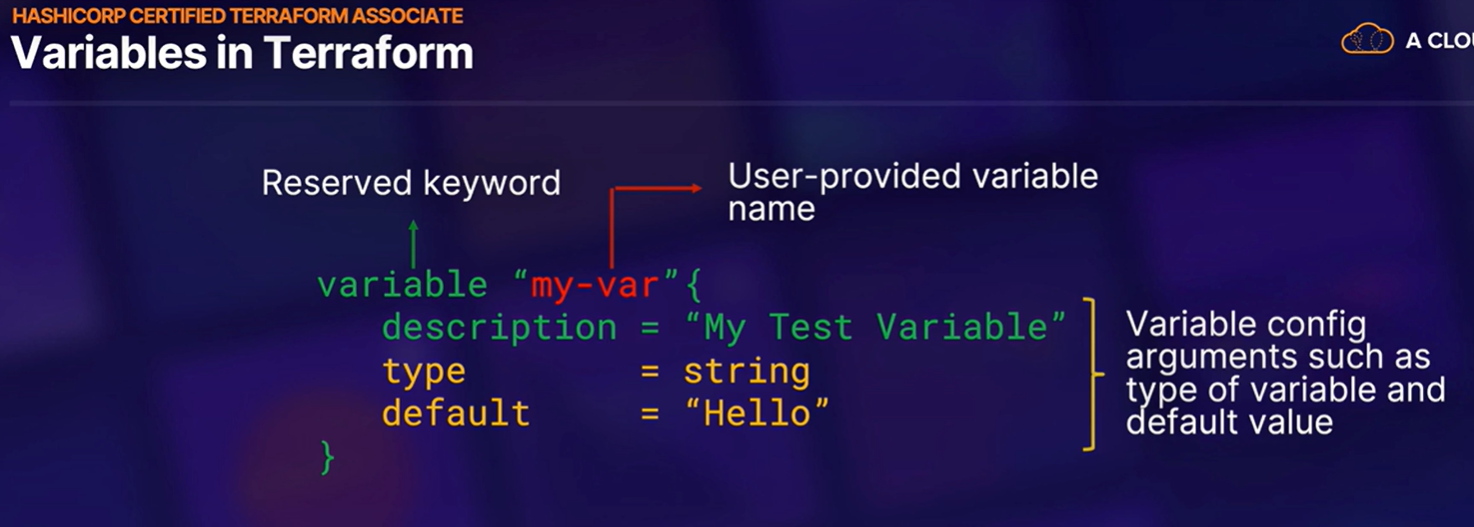 HASHICORP CERTIFIED TERRAFORM ASSOCIATE
Variables in Terraform
A CLOU
Reserved keyword
User-provided variable
name
variable “my-var”{
description = “My Test Variable”
type = string
default = “Hello”
}
Variable config
arguments such as
type of variable and
default value